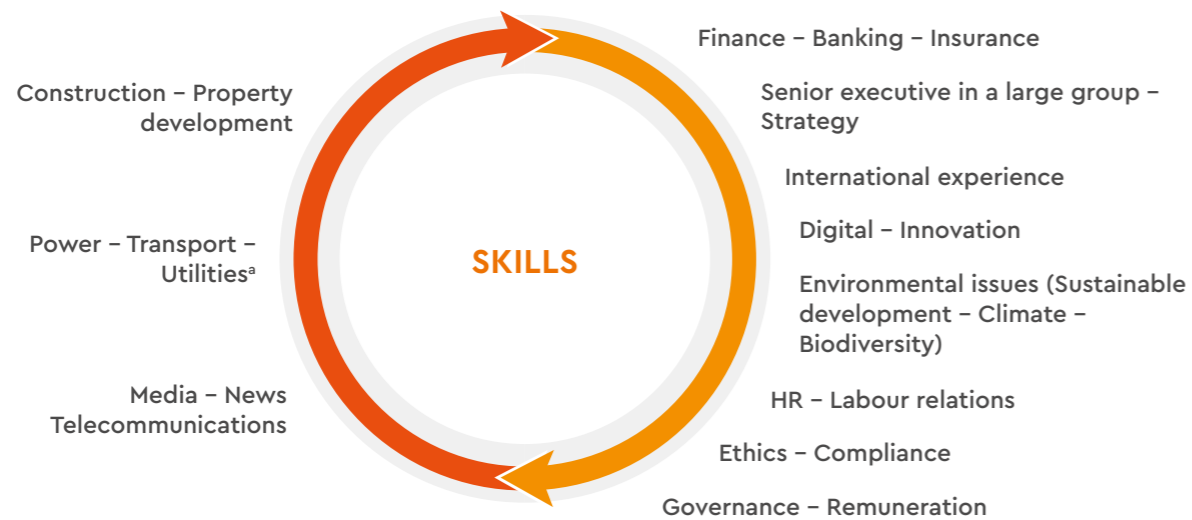 Construction – Property
development
Power – Transport –
Utilitiesᵃ
Media – News
Telecommunications
SKILLS
Finance – Banking – Insurance
Senior executive in a large group –
Strategy
International experience
Digital – Innovation
Environmental issues (Sustainable
development – Climate –
Biodiversity)
HR – Labour relations
Ethics – Compliance
Governance – Remuneration